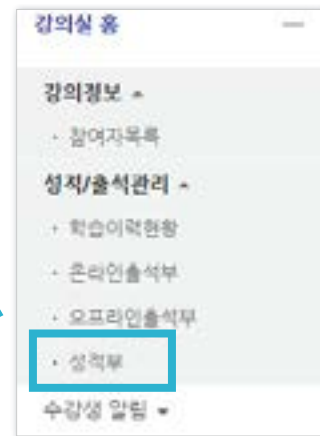 강의실 홈
강의정보
· 참여자목록
성적/출석관리
· 학습이력현황
· 온라인출석부
· 오프라인출석부
· 성적부
수강생 알림